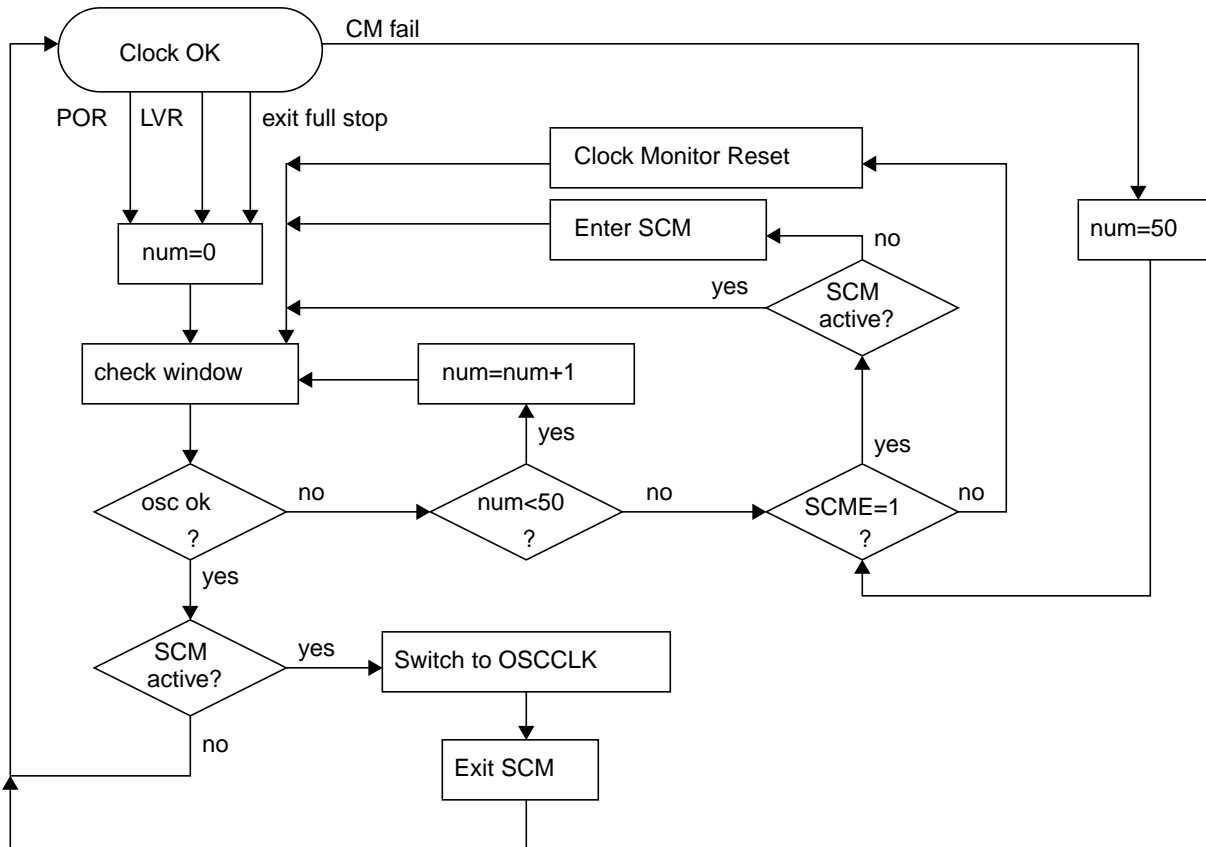 CM fail
Clock OK
POR
LVR
exit full stop
Clock Monitor Reset
num=50
Enter SCM
no
num=0
yes
SCM
active?
check window
num=num+1
yes
yes
osc ok
?
no
num<50
?
no
SCME=1
?
no
yes
SCM
active?
yes
Switch to OSCCLK
no
Exit SCM